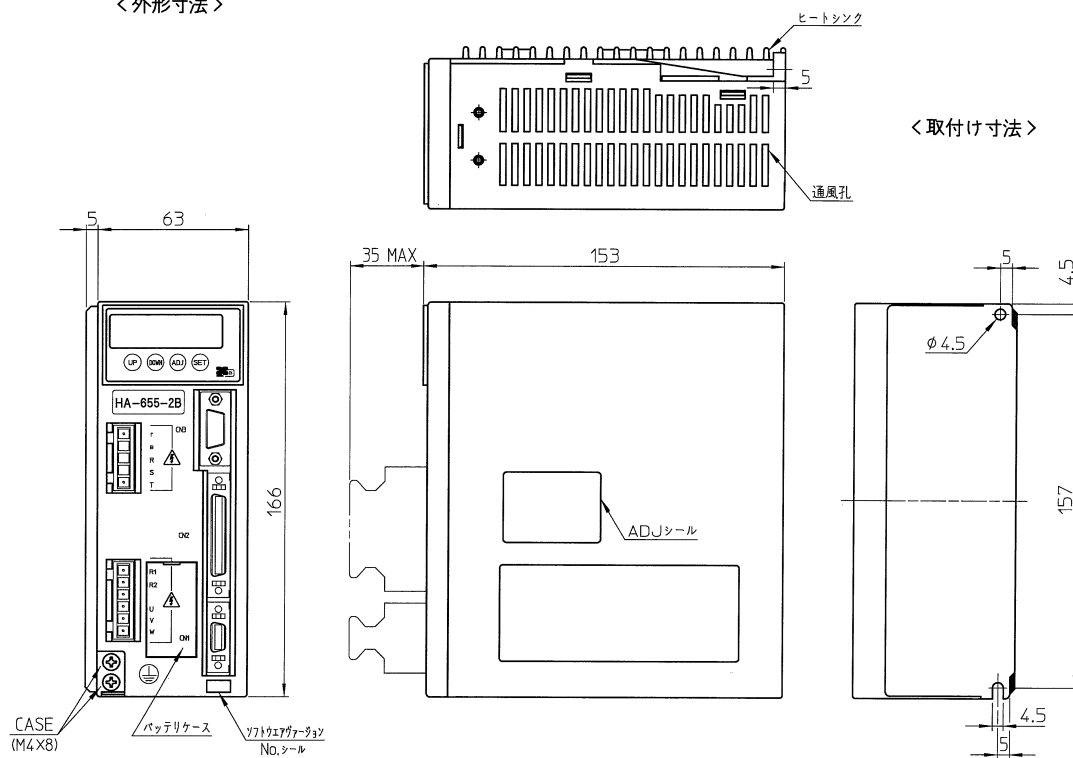 <外形寸法>
ヒートシンク
5
<取付け寸法>
通風孔
5
63
35 MAX
153
5
4.5
UP
DOWN
ADJ
SET
φ4.5
HA-655-2B
CN3
r
R
S
T
166
157
ADJシール
CN2
R1
R2
U
V
W
CN1
CASE
(M4X8)
バッテリケース
ソフトウエアヴァージョン
No.シール
4.5
5